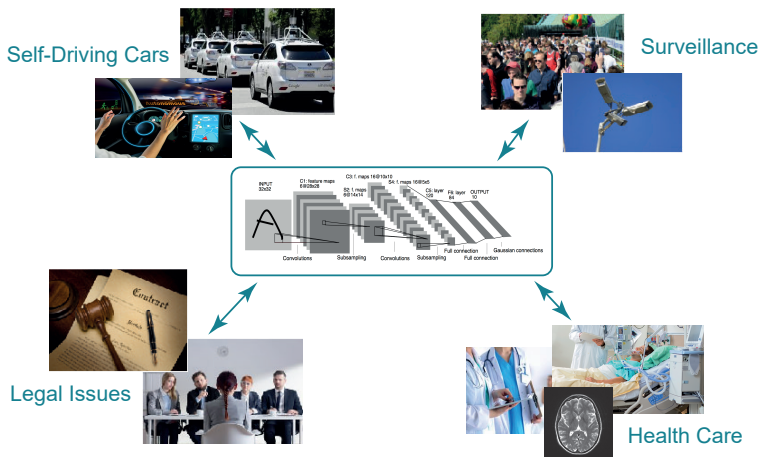 Self-Driving Cars
Surveillance
Autonomous
INPUT
32x32
C1: feature maps
6@28x28
S2: f. maps
6@14x14
C3: f. maps 16@10x10
S4: f. maps 16@5x5
C5: layer
120
F6: layer
84
OUTPUT
10
A
Convolutions
Subsampling
Convolutions
Subsampling
Full connection
Full connection
Gaussian connections
Contract
Legal Issues
Health Care